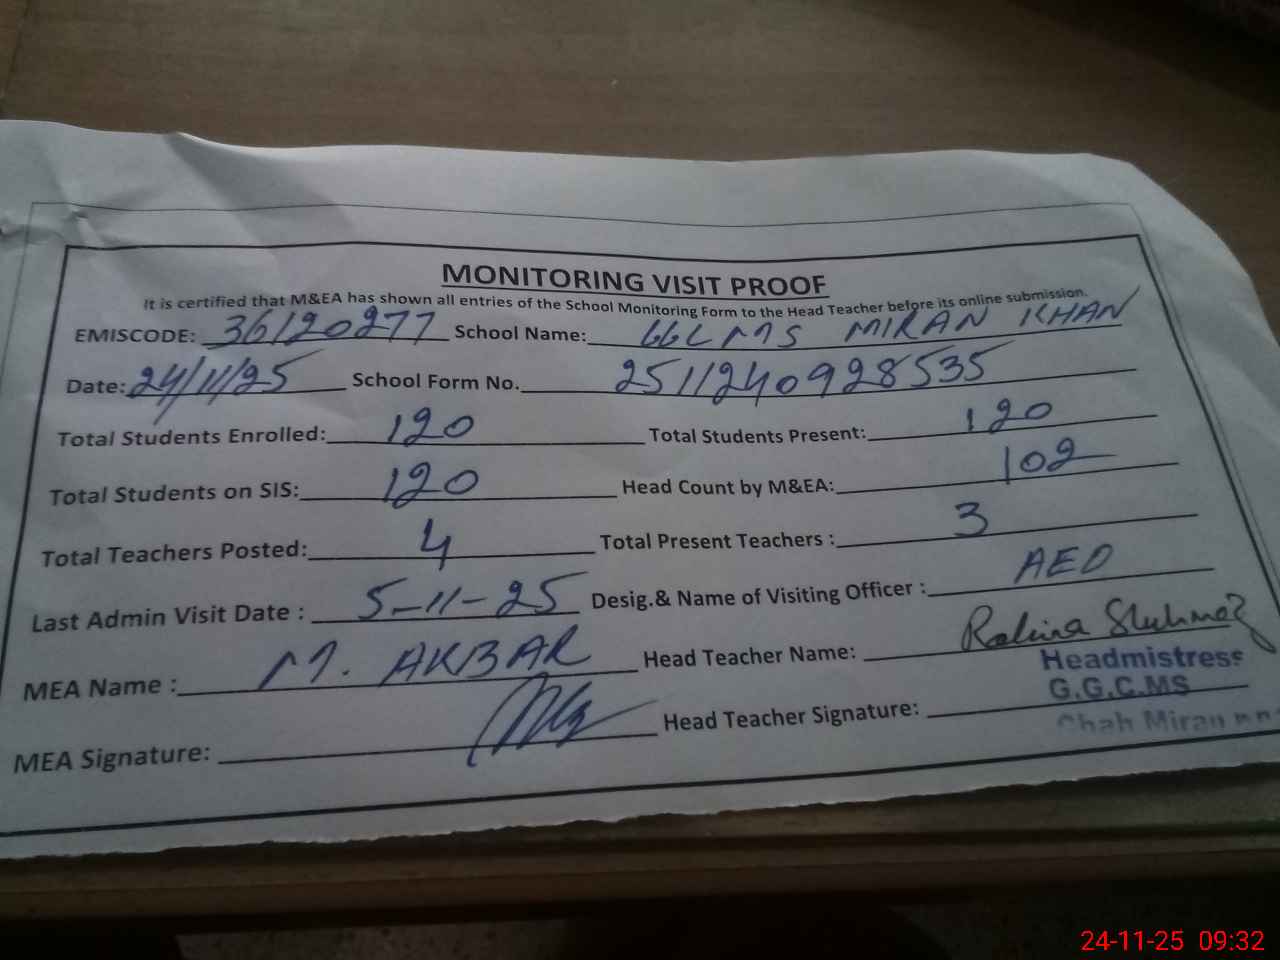 MONITORING VISIT PROOF
It is certified that M&EA has shown all entries of the School Monitoring Form to the Head Teacher before its online submission.
EMISCODE: 36120277 School Name: GGCMS MIRAN KHAN
Date: 24/11/25 School Form No. 2511240928535
Total Students Enrolled: 120 Total Students Present: 120
Total Students on SIS: 120 Head Count by M&EA: 102
Total Teachers Posted: 4 Total Present Teachers : 3
Last Admin Visit Date : 5-11-25 Desig.& Name of Visiting Officer : AEO
MEA Name : M. AKBAR Head Teacher Name:
Headmistress
G.G.C.MS
MEA Signature: Head Teacher Signature:
Shah Miran
24-11-25 09:32